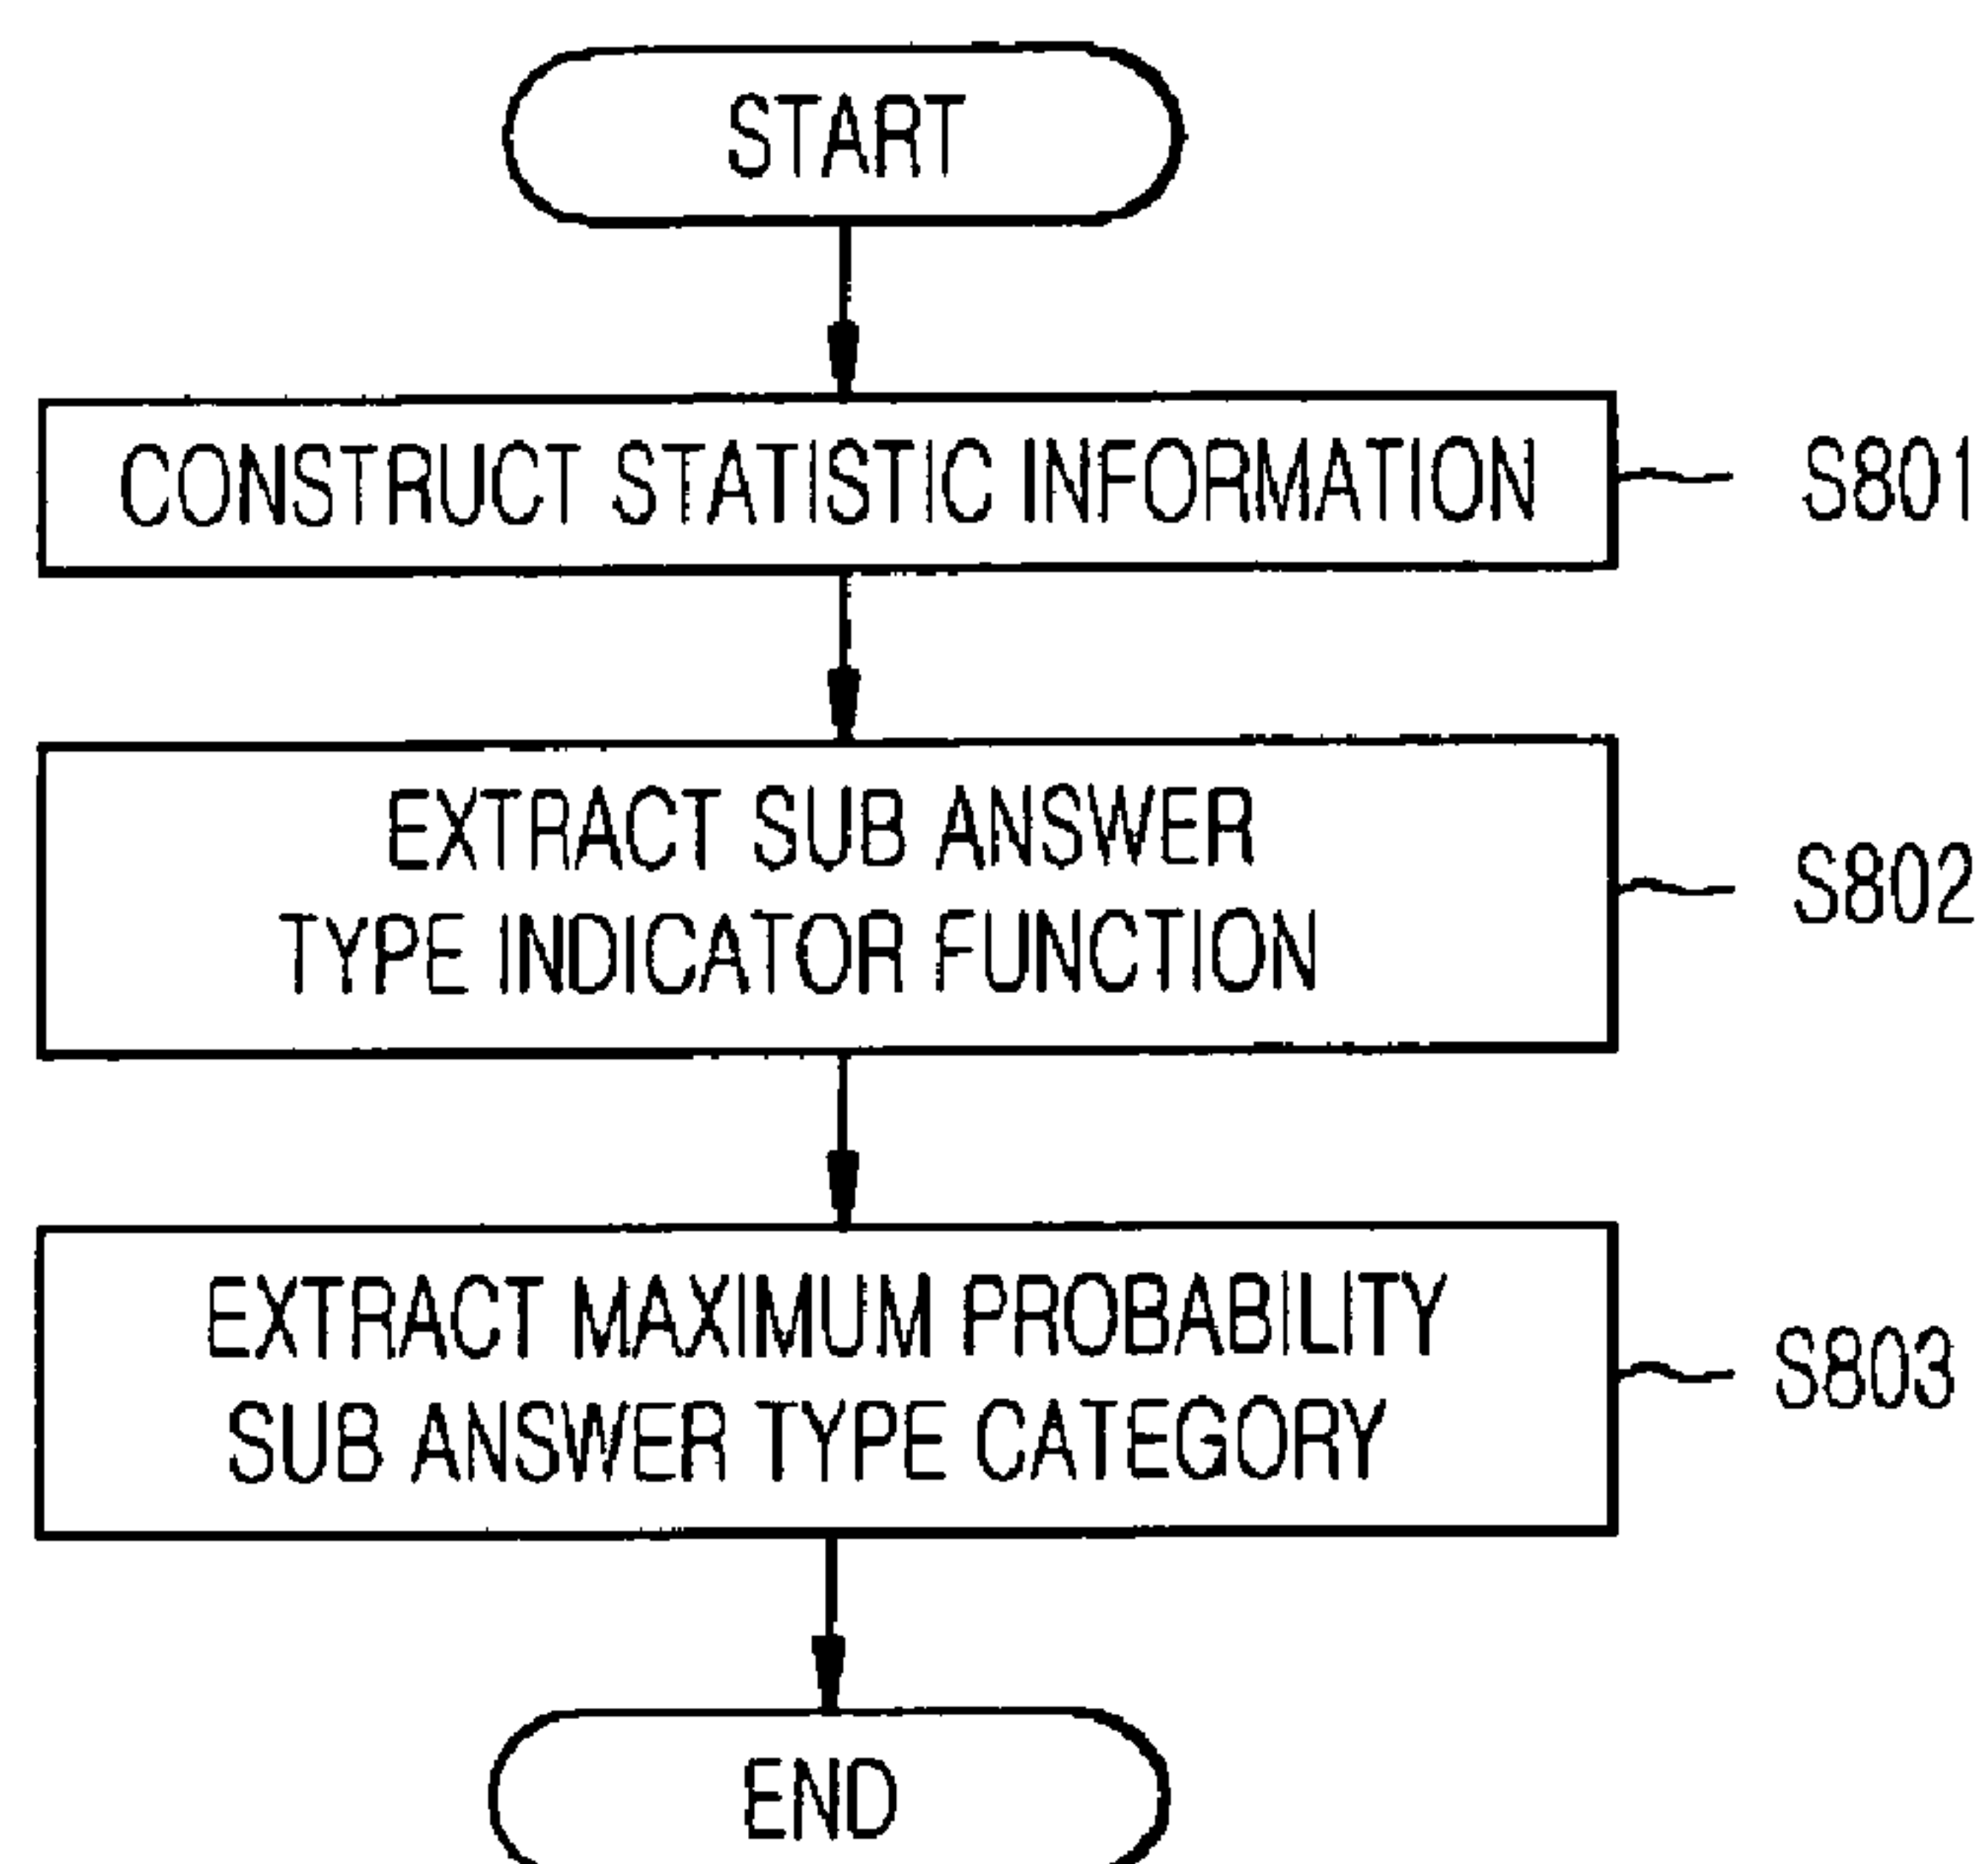 START
CONSTRUCT STATISTIC INFORMATION
S801
EXTRACT SUB ANSWER
TYPE INDICATOR FUNCTION
S802
EXTRACT MAXIMUM PROBABILITY
SUB ANSWER TYPE CATEGORY
S803
END